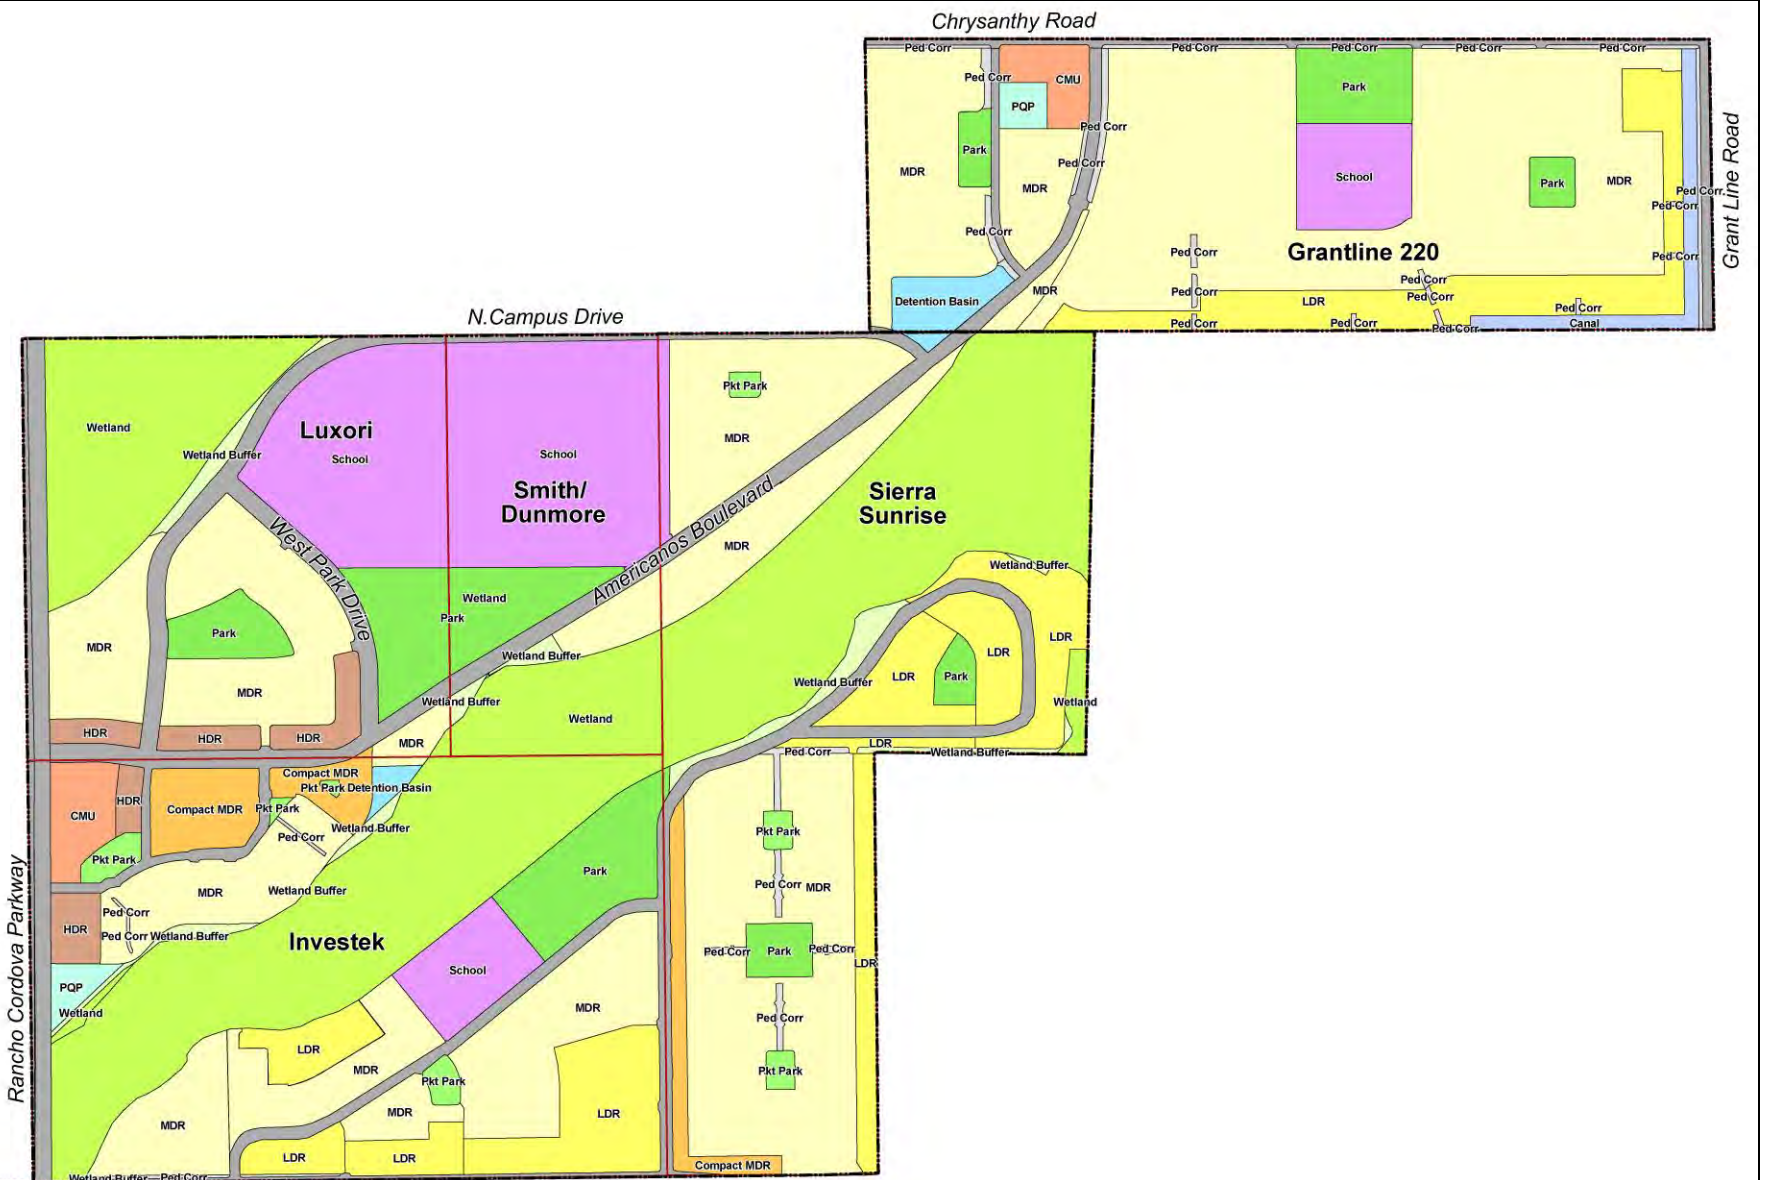 Chrysanthy Road
Ped Corr
Ped Corr
Ped Corr
Ped Corr
Ped Corr
Ped Corr
CMU
PQP
Park
Ped Corr
Park
MDR
Ped Corr
MDR
School
Park
MDR
Ped Corr
Ped Corr
Grant Line Road
Ped Corr
Ped Corr
Grantline 220
Ped Corr
Ped Corr
Detention Basin
MDR
Ped Corr
Ped Corr
LDR
Ped Corr
Ped Corr
Ped Corr
Ped Corr
Canal
N.Campus Drive
Pkt Park
Wetland
Luxori
MDR
Wetland Buffer
School
School
Smith/
Dunmore
Sierra
Sunrise
Americanos Boulevard
West Park Drive
MDR
Wetland Buffer
Wetland
Park
Park
MDR
LDR
LDR
Wetland Buffer
LDR
Park
Wetland Buffer
MDR
Wetland Buffer
Wetland
Wetland
HDR
HDR
HDR
MDR
LDR
Ped Corr
Wetland Buffer
Compact MDR
Pkt Park
Detention Basin
HDR
CMU
Compact MDR
Pkt Park
Wetland Buffer
Ped Corr
Pkt Park
Pkt Park
Park
MDR
Wetland Buffer
Ped Corr
MDR
Ped Corr
HDR
Ped Corr
Wetland Buffer
Investek
Ped Corr
Park
Ped Corr
LDR
School
PQP
Wetland
MDR
Ped Corr
Rancho Cordova Parkway
LDR
MDR
Pkt Park
Pkt Park
MDR
LDR
MDR
LDR
LDR
Compact MDR
Wetland Buffer
Ped Corr